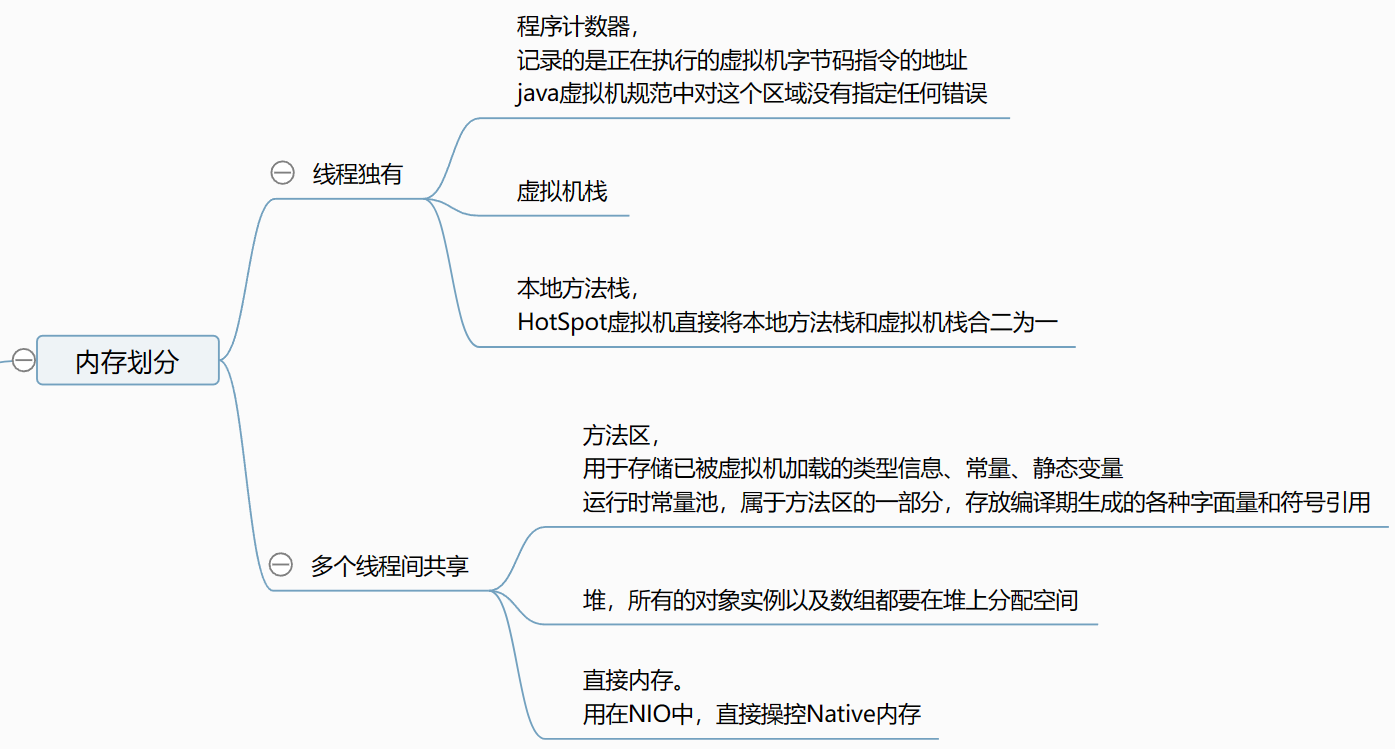 程序计数器，
记录的是正在执行的虚拟机字节码指令的地址
java虚拟机规范中对这个区域没有指定任何错误
线程独有
虚拟机栈
本地方法栈，
HotSpot虚拟机直接将本地方法栈和虚拟机栈合二为一
内存划分
方法区，
用于存储已被虚拟机加载的类型信息、常量、静态变量
运行时常量池，属于方法区的一部分，存放编译期生成的各种字面量和符号引用
多个线程间共享
堆，所有的对象实例以及数组都要在堆上分配空间
直接内存。
用在NIO中，直接操控Native内存